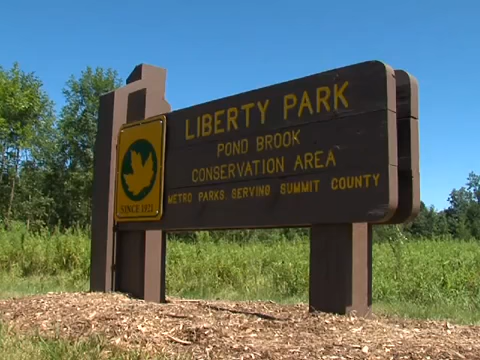 LIBERTY PARK
POND BROOK
CONSERVATION AREA
METRO PARKS, SERVING SUMMIT COUNTY
SINCE 1921